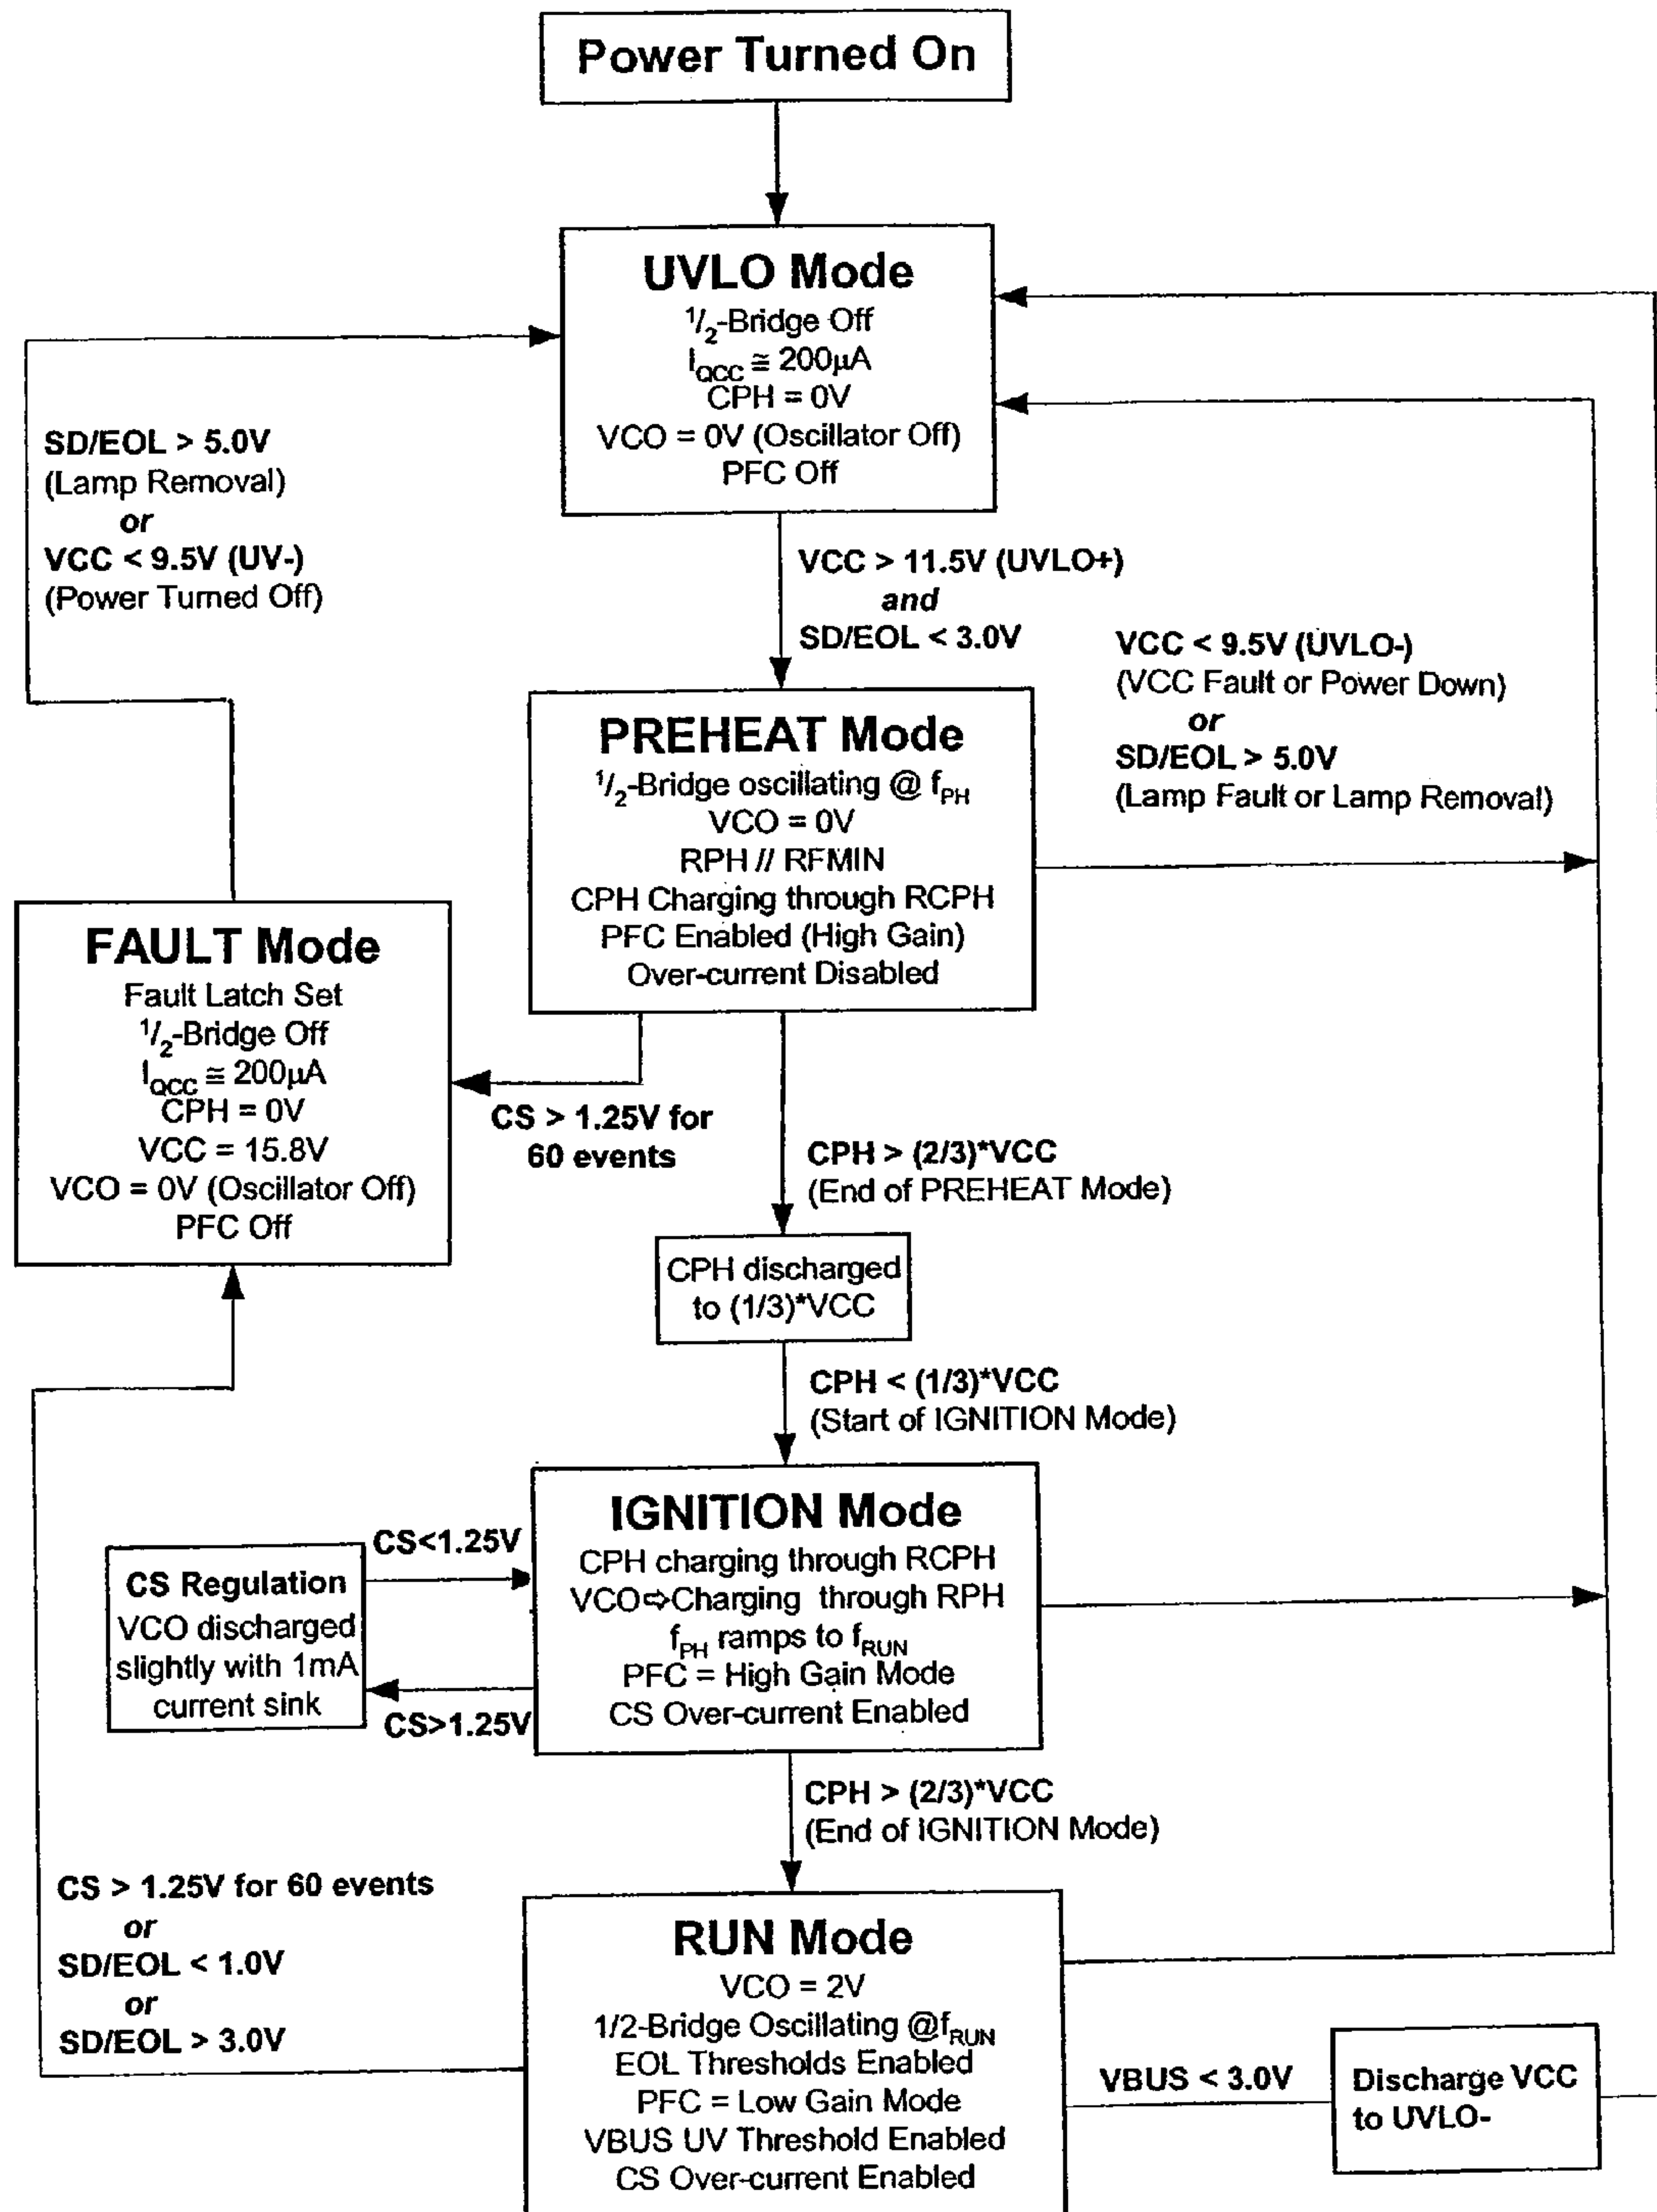 Power Turned On
UVLO Mode
1/2-Bridge Off
IQCC ≅ 200µA
CPH = 0V
VCO = 0V (Oscillator Off)
PFC Off
SD/EOL > 5.0V
(Lamp Removal)
or
VCC < 9.5V (UV-)
(Power Turned Off)
VCC > 11.5V (UVLO+)
and
SD/EOL < 3.0V
VCC < 9.5V (UVLO-)
(VCC Fault or Power Down)
or
SD/EOL > 5.0V
(Lamp Fault or Lamp Removal)
PREHEAT Mode
1/2-Bridge oscillating @ fPH
VCO = 0V
RPH // RFMIN
CPH Charging through RCPH
PFC Enabled (High Gain)
Over-current Disabled
FAULT Mode
Fault Latch Set
1/2-Bridge Off
IQCC ≅ 200µA
CPH = 0V
VCC = 15.8V
VCO = 0V (Oscillator Off)
PFC Off
CS > 1.25V for
60 events
CPH > (2/3)*VCC
(End of PREHEAT Mode)
CPH discharged
to (1/3)*VCC
CPH < (1/3)*VCC
(Start of IGNITION Mode)
IGNITION Mode
CPH charging through RCPH
VCO⇨Charging through RPH
fPH ramps to fRUN
PFC = High Gain Mode
CS Over-current Enabled
CS<1.25V
CS Regulation
VCO discharged
slightly with 1mA
current sink
CS>1.25V
CPH > (2/3)*VCC
(End of IGNITION Mode)
CS > 1.25V for 60 events
or
SD/EOL < 1.0V
or
SD/EOL > 3.0V
RUN Mode
VCO = 2V
1/2-Bridge Oscillating @fRUN
EOL Thresholds Enabled
PFC = Low Gain Mode
VBUS UV Threshold Enabled
CS Over-current Enabled
VBUS < 3.0V
Discharge VCC
to UVLO-